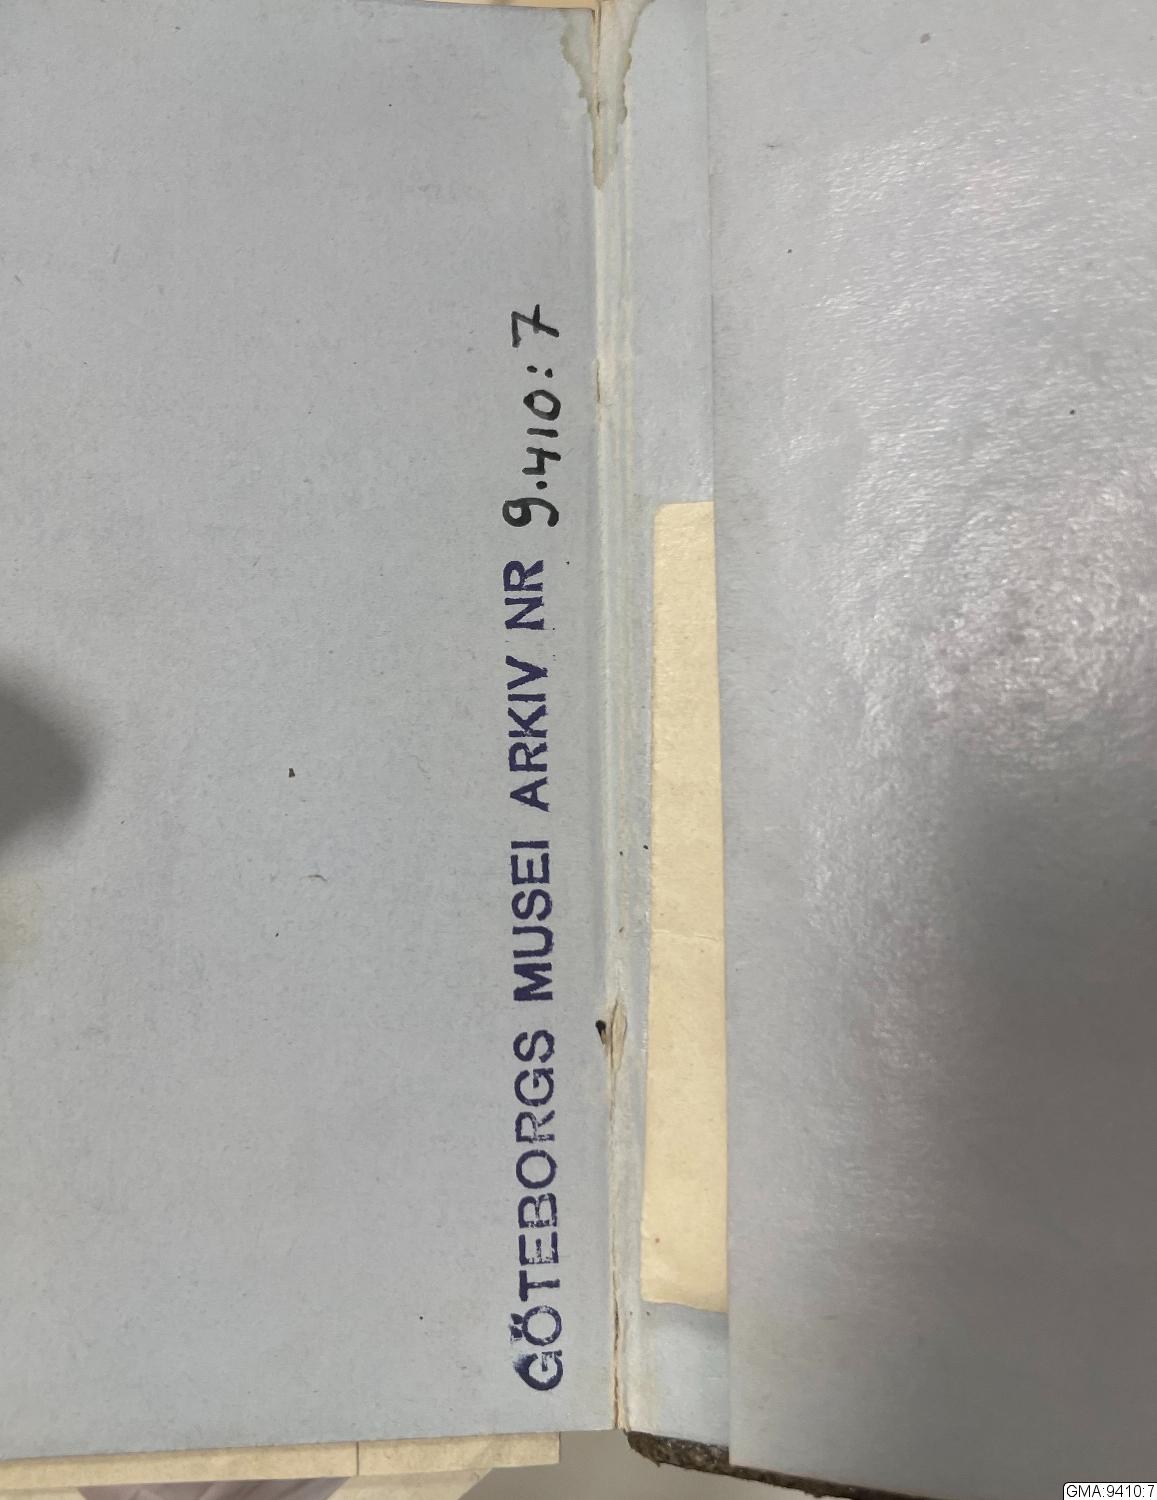 GÖTEBORGS MUSEI ARKIV NR 9.410:7
GMA:9410:7